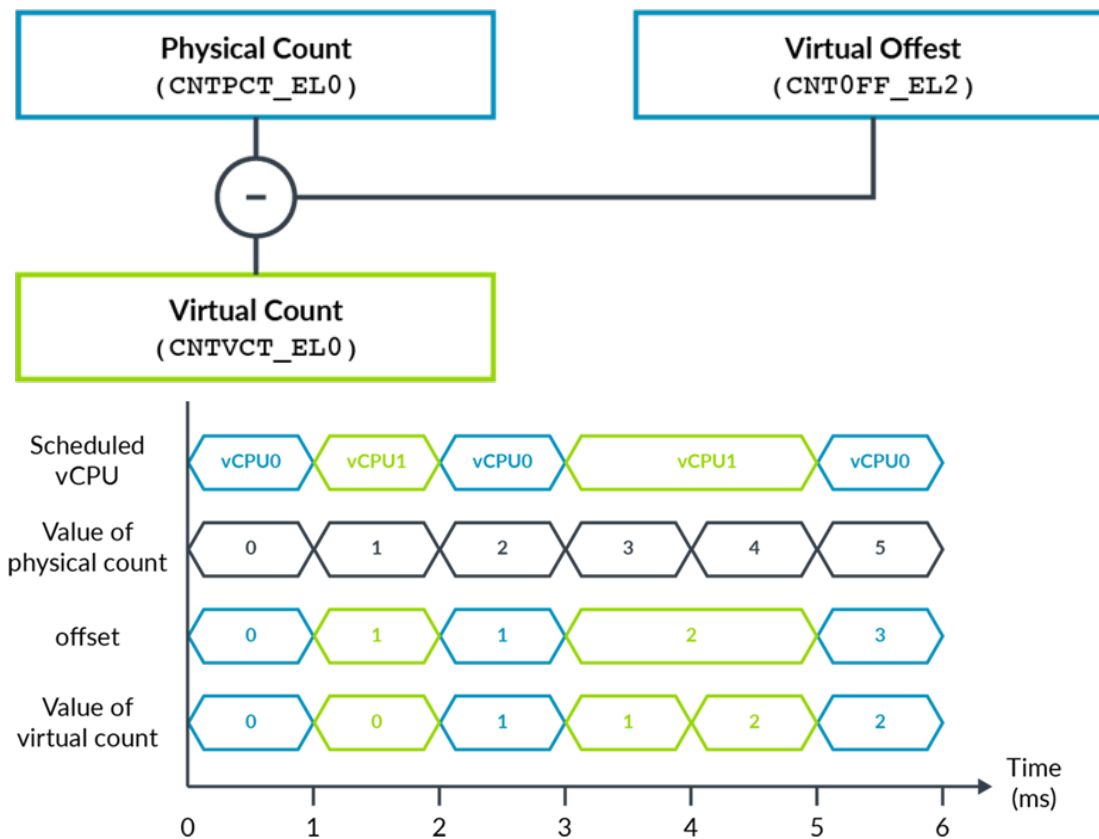 Physical Count
(CNTPCT_EL0)
Virtual Offest
(CNT0FF_EL2)
−
Virtual Count
(CNTVCT_EL0)
Scheduled
vCPU
vCPU0 vCPU1 vCPU0 vCPU1 vCPU0
Value of
physical count
0 1 2 3 4 5
offset
0 1 1 2 3
Value of
virtual count
0 0 1 1 2 2
Time
(ms)
0 1 2 3 4 5 6